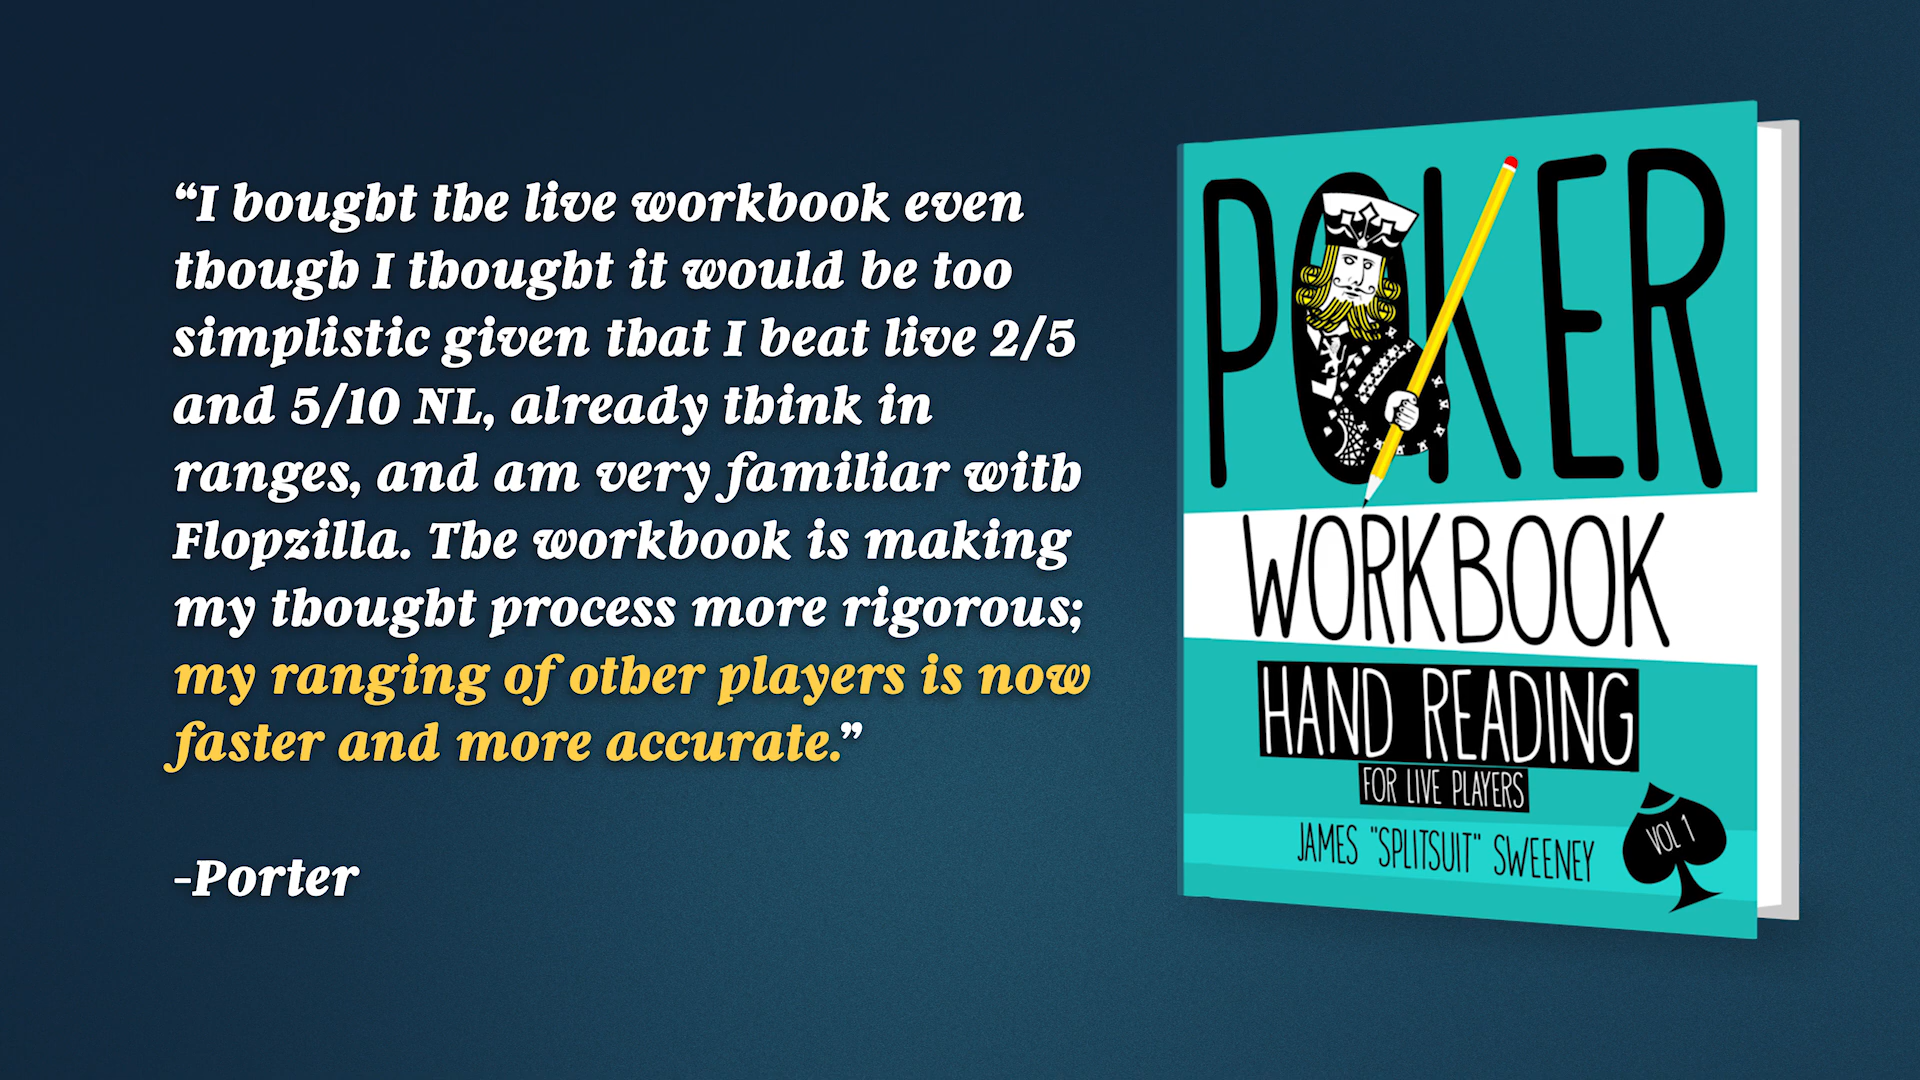 “I bought the live workbook even
though I thought it would be too
simplistic given that I beat live 2/5
and 5/10 NL, already think in
ranges, and am very familiar with
Flopzilla. The workbook is making
my thought process more rigorous;
my ranging of other players is now
faster and more accurate.”
-Porter
POKER
WORKBOOK
HAND READING
FOR LIVE PLAYERS
JAMES "SPLITSUIT" SWEENEY
VOL 1